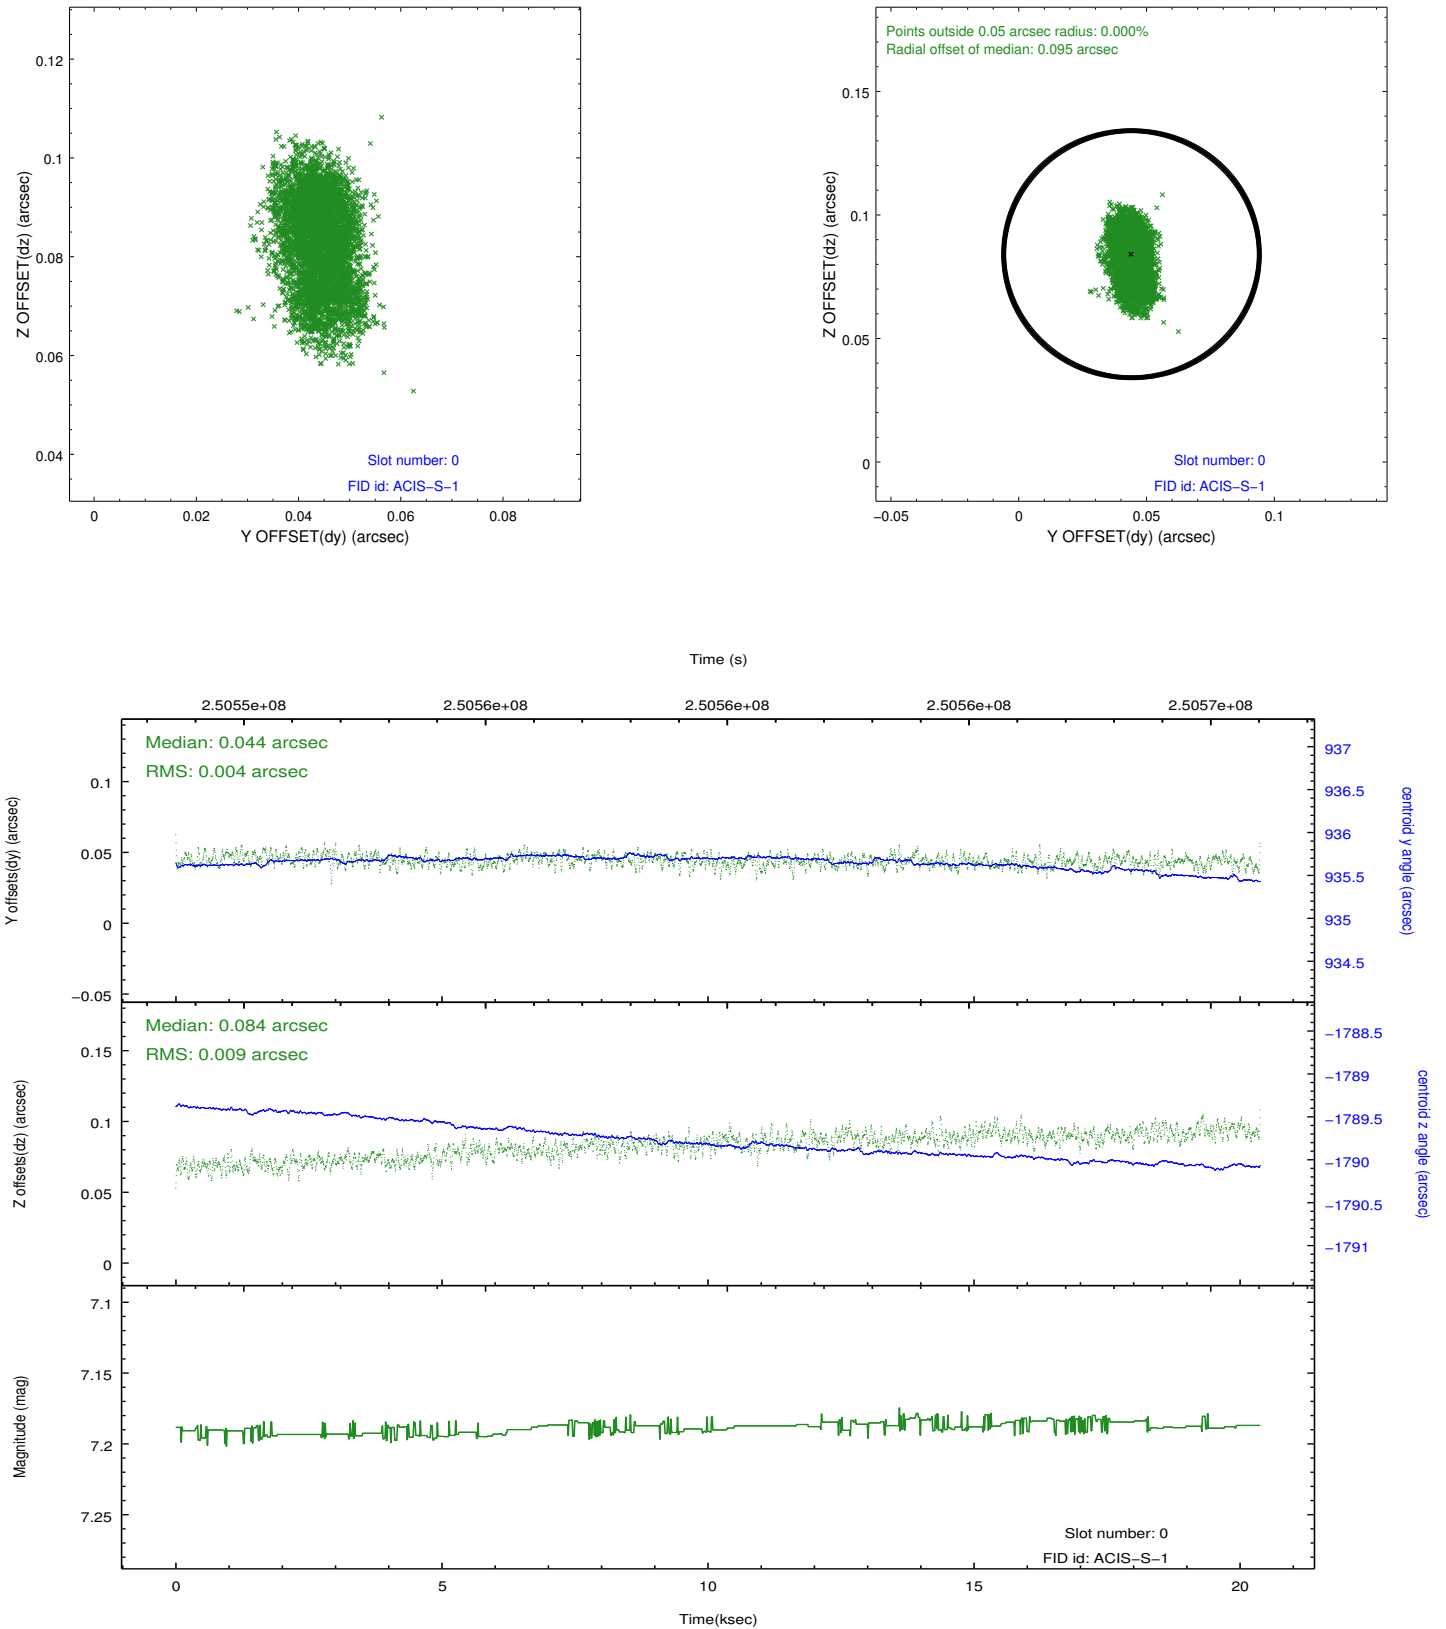 0.12
0.1
0.08
0.06
0.04
Z OFFSET(dz) (arcsec)
Slot number: 0
FID id: ACIS−S−1
0 0.02 0.04 0.06 0.08
Y OFFSET(dy) (arcsec)
Points outside 0.05 arcsec radius: 0.000%
Radial offset of median: 0.095 arcsec
0.15
0.1
0.05
0
Z OFFSET(dz) (arcsec)
Slot number: 0
FID id: ACIS−S−1
−0.05 0 0.05 0.1
Y OFFSET(dy) (arcsec)
Time (s)
2.5055e+08 2.5056e+08 2.5056e+08 2.5056e+08 2.5057e+08
Median: 0.044 arcsec
RMS: 0.004 arcsec
0.1
0.05
0
−0.05
Y offsets(dy) (arcsec)
937
936.5
936
935.5
935
934.5
centroid y angle (arcsec)
Median: 0.084 arcsec
RMS: 0.009 arcsec
0.15
0.1
0.05
0
Z offsets(dz) (arcsec)
−1788.5
−1789
−1789.5
−1790
−1790.5
−1791
centroid z angle (arcsec)
7.1
7.15
7.2
7.25
Magnitude (mag)
Slot number: 0
FID id: ACIS−S−1
0 5 10 15 20
Time(ksec)